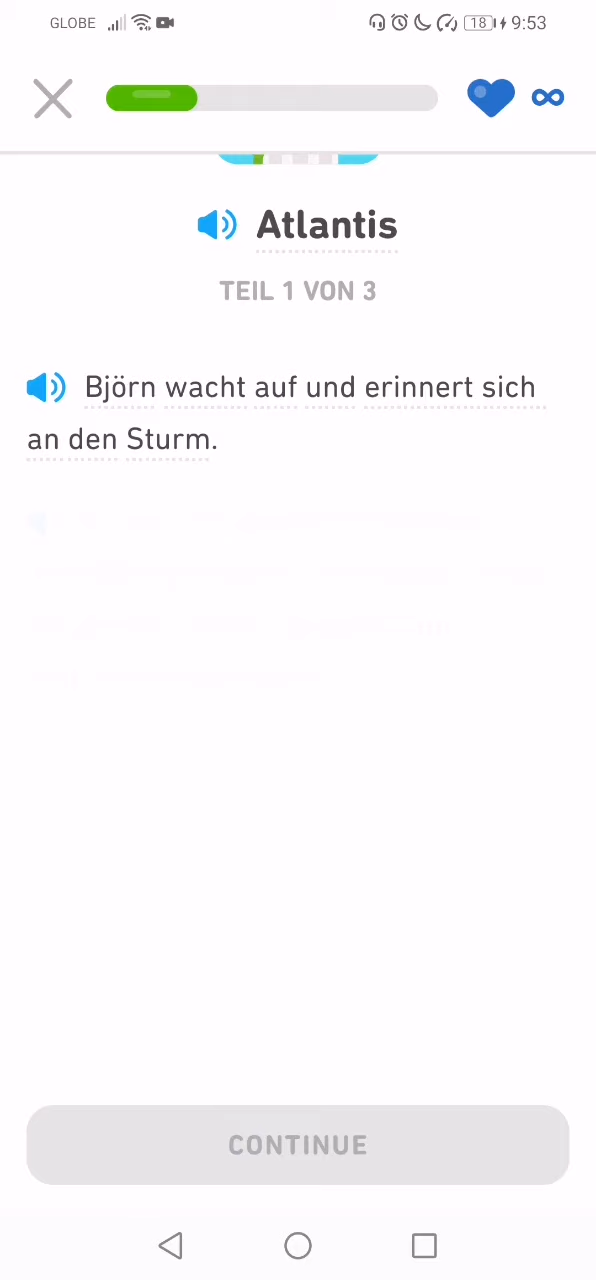 GLOBE 18 9:53
Atlantis
TEIL 1 VON 3
Björn wacht auf und erinnert sich
an den Sturm.
CONTINUE